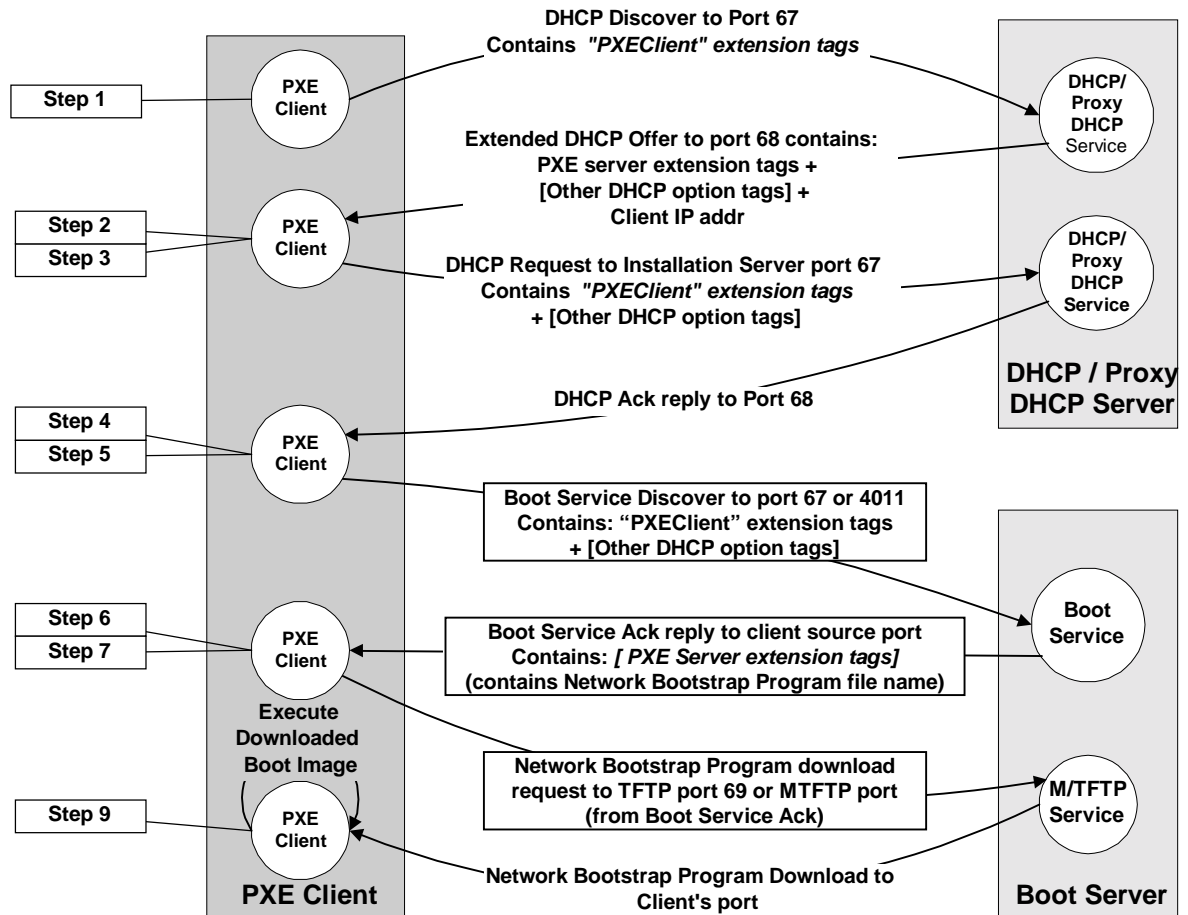 DHCP Discover to Port 67
Contains "PXEClient" extension tags
Step 1
PXE
Client
DHCP/
Proxy
DHCP
Service
Extended DHCP Offer to port 68 contains:
PXE server extension tags +
[Other DHCP option tags] +
Client IP addr
Step 2
Step 3
PXE
Client
DHCP/
Proxy
DHCP
Service
DHCP Request to Installation Server port 67
Contains "PXEClient" extension tags
+ [Other DHCP option tags]
DHCP / Proxy
DHCP Server
DHCP Ack reply to Port 68
Step 4
Step 5
PXE
Client
Boot Service Discover to port 67 or 4011
Contains: “PXEClient” extension tags
+ [Other DHCP option tags]
Step 6
Step 7
PXE
Client
Boot
Service
Boot Service Ack reply to client source port
Contains: [ PXE Server extension tags]
(contains Network Bootstrap Program file name)
Execute
Downloaded
Boot Image
Network Bootstrap Program download
request to TFTP port 69 or MTFTP port
(from Boot Service Ack)
M/TFTP
Service
Step 9
PXE
Client
Network Bootstrap Program Download to
Client's port
PXE Client
Boot Server